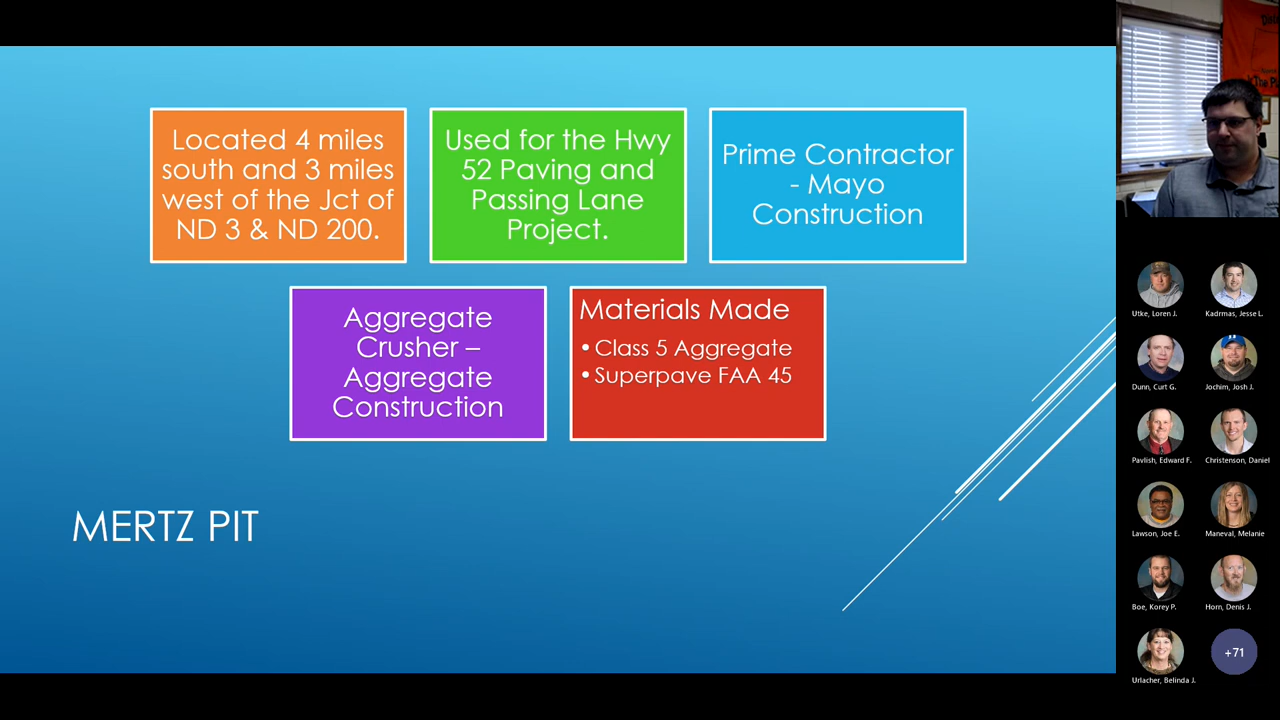 Located 4 miles
south and 3 miles
west of the Jct of
ND 3 & ND 200.
Used for the Hwy
52 Paving and
Passing Lane
Project.
Prime Contractor
- Mayo
Construction
Aggregate
Crusher –
Aggregate
Construction
Materials Made
• Class 5 Aggregate
• Superpave FAA 45
MERTZ PIT
Utke, Loren J.
Kadrmas, Jesse L.
Dunn, Curt G.
Jochim, Josh J.
Pavlish, Edward F.
Christenson, Daniel
Lawson, Joe E.
Maneval, Melanie
Boe, Korey P.
Horn, Denis J.
Urlacher, Belinda J.
+71